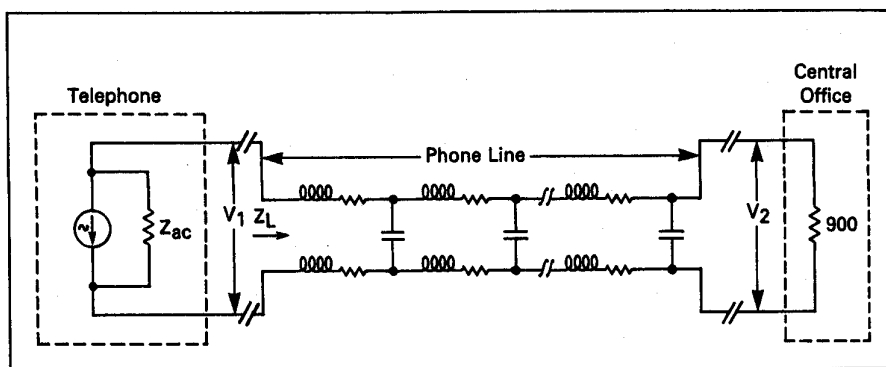 Telephone
Central
Office
Phone Line
V1
ZL
Zac
~
V2
900